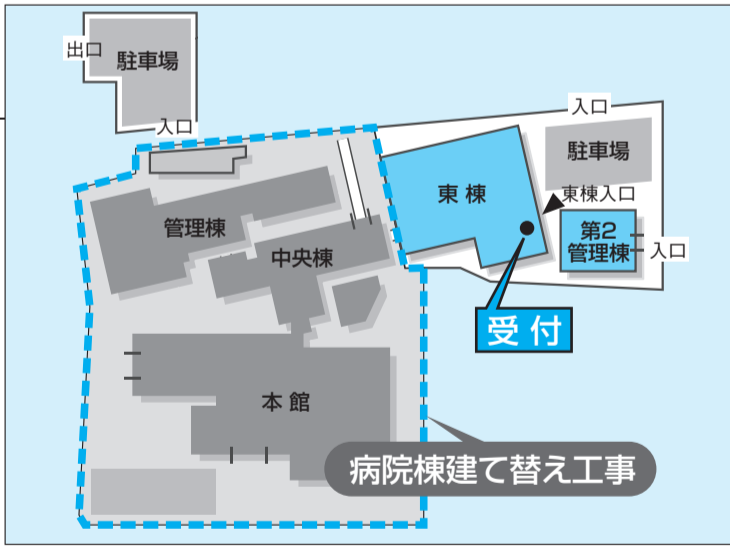 出口
駐車場
入口
入口
駐車場
東棟
東棟入口
第2
管理棟
入口
管理棟
中央棟
受付
本館
病院棟建て替え工事